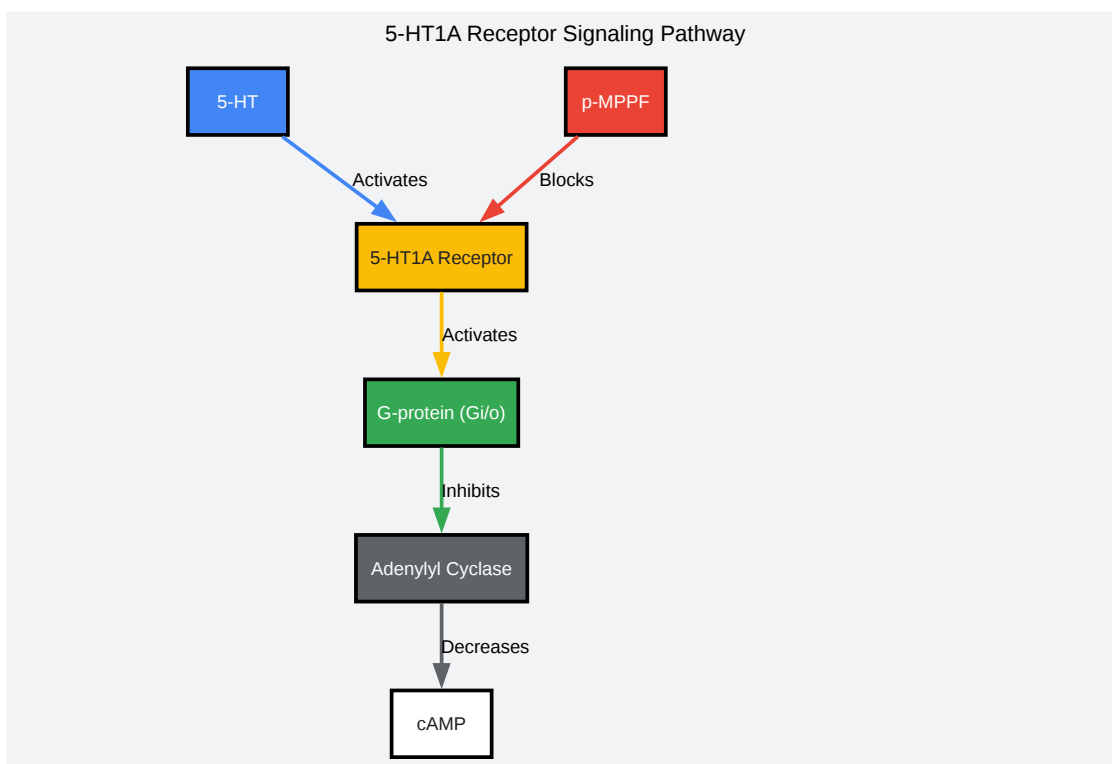 5-HT1A Receptor Signaling Pathway
5-HT
p-MPPF
Activates
Blocks
5-HT1A Receptor
Activates
G-protein (Gi/o)
Inhibits
Adenylyl Cyclase
Decreases
cAMP